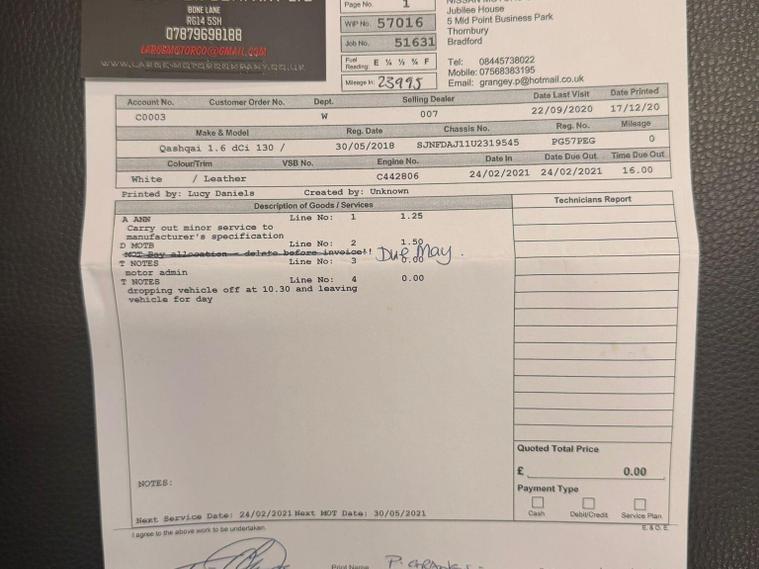 BONE LANE
RG14 5SH
07879698188
Page No. 1
WIP No. 57016
Job No. 51631
Fuel Reading: E ¼ ½ ¾ F
Mileage In: 23995
Jubilee House
5 Mid Point Business Park
Thornbury
Bradford
Tel: 08445738022
Mobile: 07568383195
Email: grangey.p@hotmail.co.uk
Account No. Customer Order No. Dept. Selling Dealer Date Last Visit Date Printed
C0003 W 007 22/09/2020 17/12/20
Make & Model Reg. Date Chassis No. Reg. No. Mileage
Qashqai 1.6 dCi 130 / 30/05/2018 SJNFDAJ11U2319545 PG57PEG 0
Colour/Trim VSB No. Engine No. Date In Date Due Out Time Due Out
White / Leather C442806 24/02/2021 24/02/2021 16.00
Printed by: Lucy Daniels Created by: Unknown
Description of Goods / Services Technicians Report
A ANN Line No: 1 1.25
Carry out minor service to
manufacturer's specification
D MOTB Line No: 2 1.50
MOT Bay allocation - delete before invoice!! Due May.
T NOTES Line No: 3 0.00
motor admin
T NOTES Line No: 4 0.00
dropping vehicle off at 10.30 and leaving
vehicle for day
Quoted Total Price
£ 0.00
NOTES:
Payment Type
Cash Debit/Credit Service Plan
Next Service Date: 24/02/2021 Next MOT Date: 30/05/2021
E. & O. E.
I agree to the above work to be undertaken.
Print Name